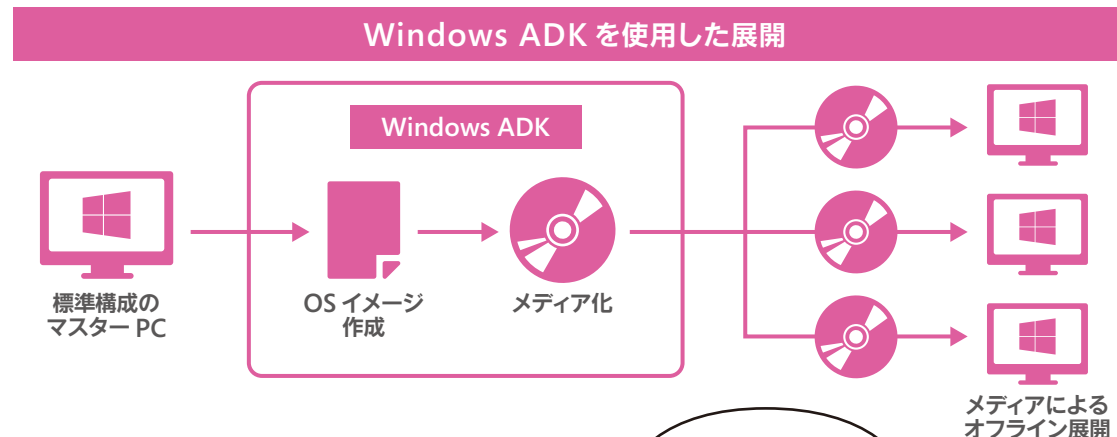 Windows ADK を使用した展開
Windows ADK
標準構成の
マスター PC
OS イメージ
作成
メディア化
メディアによる
オフライン展開